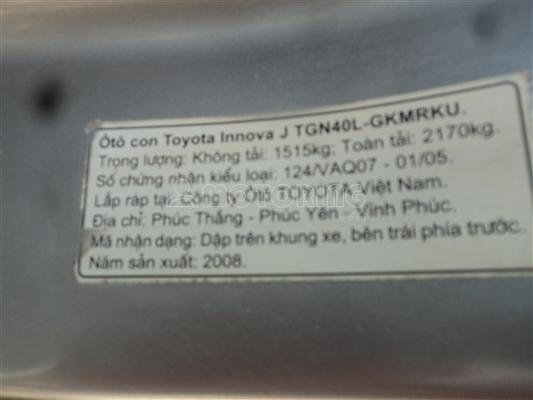 Ôtô con Toyota Innova J TGN40L-GKMRKU.
Trọng lượng: Không tải: 1515kg; Toàn tải: 2170kg.
Số chứng nhận kiểu loại: 124/VAQ07 - 01/05.
Lắp ráp tại: Công ty Ôtô TOYOTA Việt Nam.
Địa chỉ: Phúc Thắng - Phúc Yên - Vĩnh Phúc.
Mã nhận dạng: Dập trên khung xe, bên trái phía trước.
Năm sản xuất: 2008.